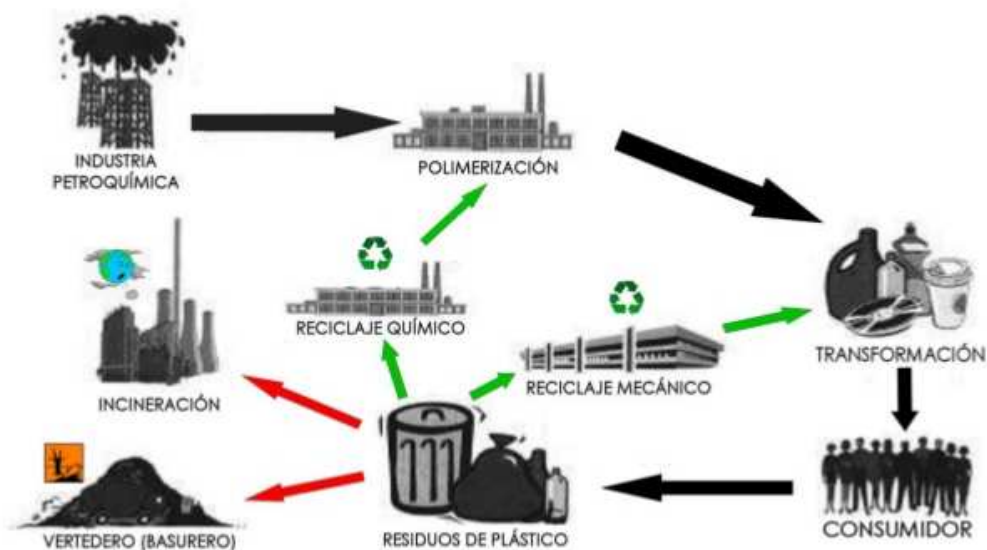 INDUSTRIA
PETROQUÍMICA
POLIMERIZACIÓN
RECICLAJE QUÍMICO
RECICLAJE MECÁNICO
TRANSFORMACIÓN
INCINERACIÓN
VERTEDERO (BASURERO)
RESIDUOS DE PLÁSTICO
CONSUMIDOR